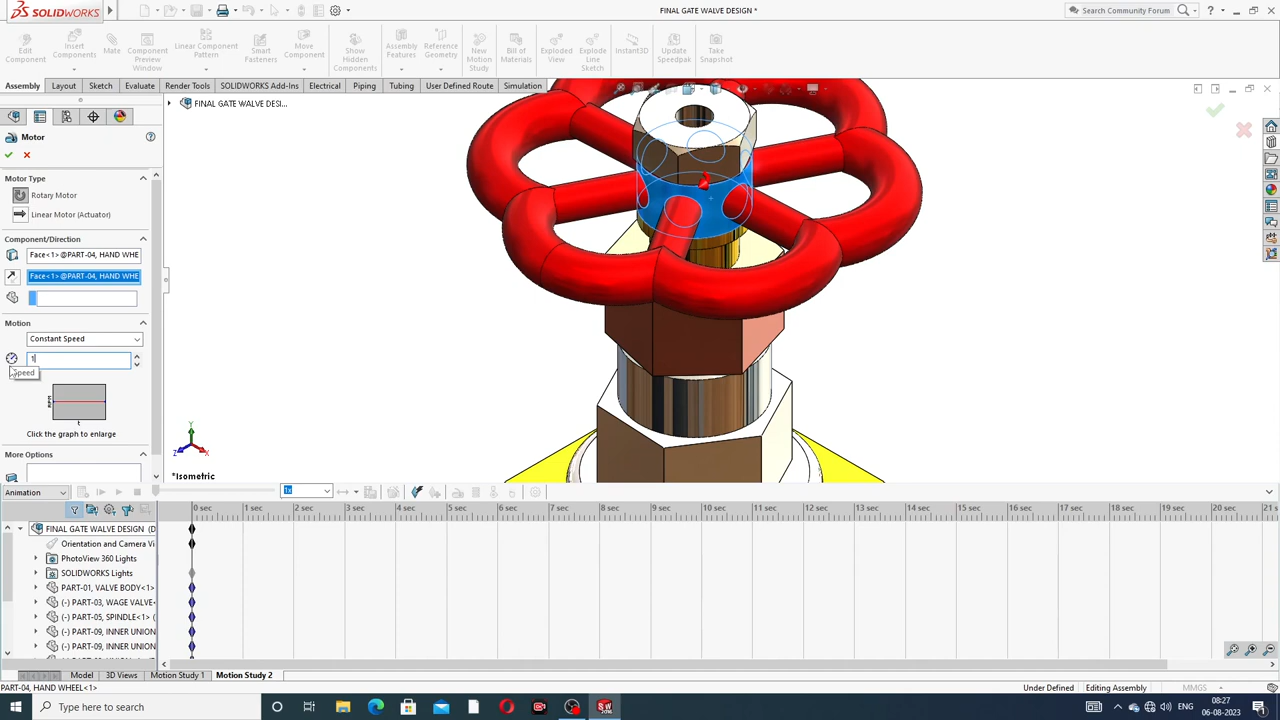 SOLIDWORKS
FINAL GATE WALVE DESIGN *
Search Community Forum
Edit Component
Insert Components
Mate
Component Preview Window
Linear Component Pattern
Smart Fasteners
Move Component
Show Hidden Components
Assembly Features
Reference Geometry
New Motion Study
Bill of Materials
Exploded View
Explode Line Sketch
Instant3D
Update Speedpak
Take Snapshot
Assembly Layout Sketch Evaluate Render Tools SOLIDWORKS Add-Ins Electrical Piping Tubing User Defined Route Simulation
FINAL GATE WALVE DESI...
Motor
Motor Type
Rotary Motor
Linear Motor (Actuator)
Component/Direction
Face<1>@PART-04, HAND WHE
Face<1>@PART-04, HAND WHE
Motion
Constant Speed
1
Speed
RPM
t
Click the graph to enlarge
More Options
Y
Z
X
*Isometric
Animation
1x
0 sec 1 sec 2 sec 3 sec 4 sec 5 sec 6 sec 7 sec 8 sec 9 sec 10 sec 11 sec 12 sec 13 sec 14 sec 15 sec 16 sec 17 sec 18 sec 19 sec 20 sec 21 s
FINAL GATE WALVE DESIGN (D
Orientation and Camera Vi
PhotoView 360 Lights
SOLIDWORKS Lights
PART-01, VALVE BODY<1>
(-) PART-03, WAGE VALVE<
(-) PART-05, SPINDLE<1> (
(-) PART-09, INNER UNION
(-) PART-09, INNER UNION
Model 3D Views Motion Study 1 Motion Study 2
PART-04, HAND WHEEL<1>
Under Defined Editing Assembly MMGS
Type here to search
ENG
08:27
06-08-2023